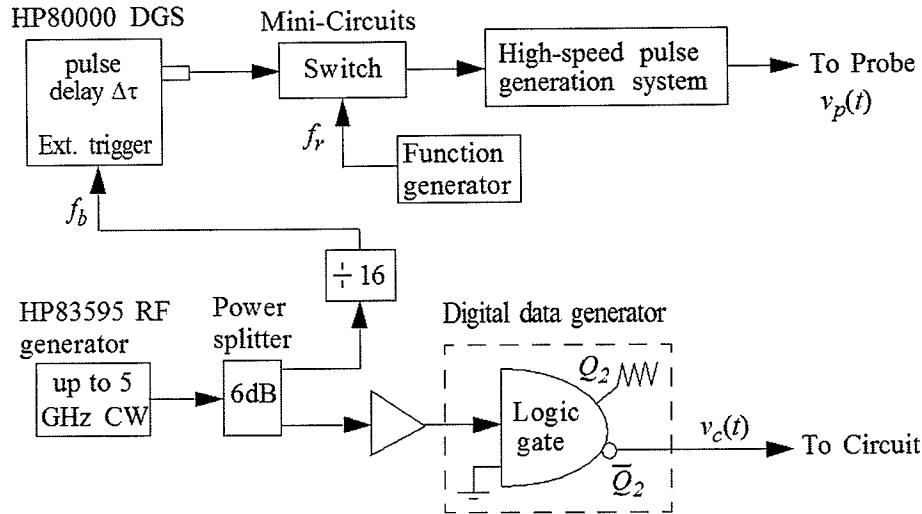 HP80000 DGS
pulse
delay Δτ
Ext. trigger
Mini-Circuits
Switch
High-speed pulse
generation system
To Probe
v_p(t)
f_r
Function
generator
f_b
÷ 16
HP83595 RF
generator
up to 5
GHz CW
Power
splitter
6dB
Digital data generator
Logic
gate
Q_2
Q̅_2
v_c(t)
To Circuit